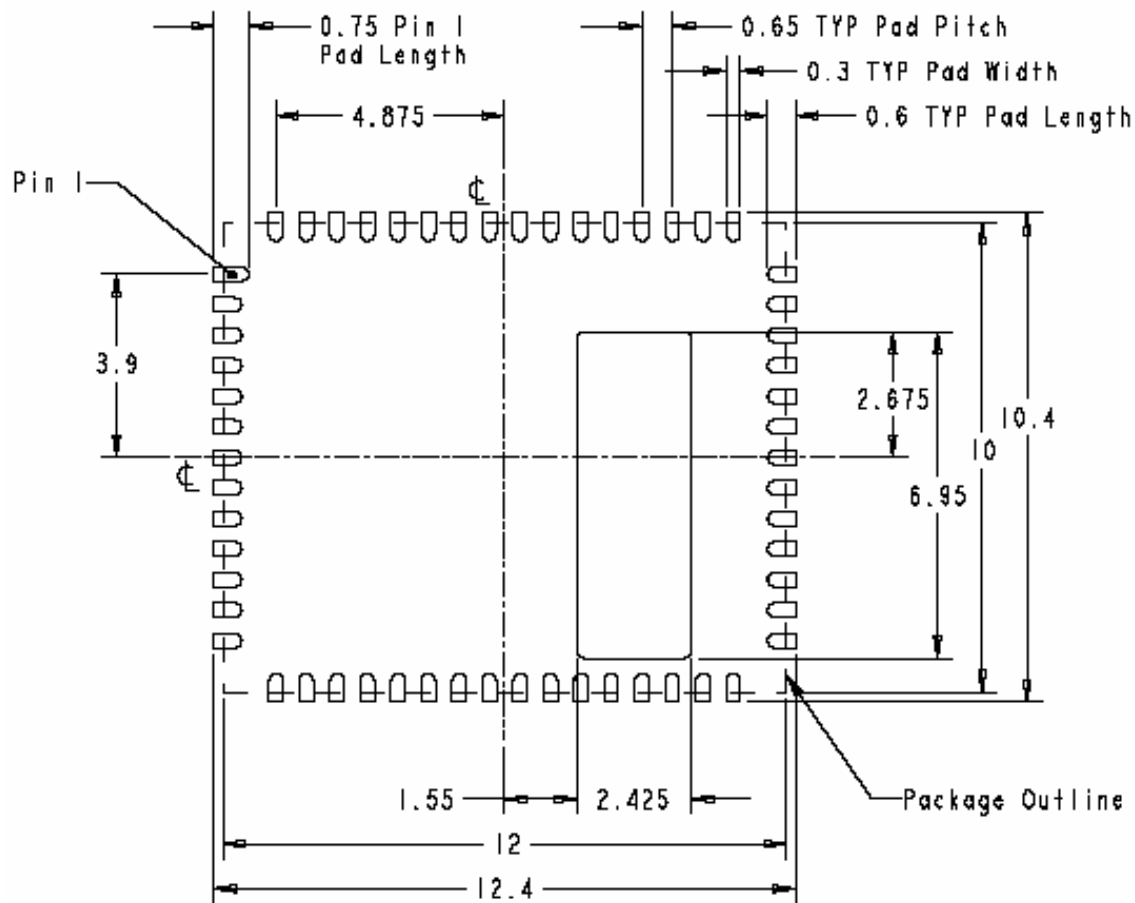 0.75 Pin 1
Pad Length
0.65 TYP Pad Pitch
0.3 TYP Pad Width
0.6 TYP Pad Length
4.875
Pin 1
℄
3.9
2.675
10.4
10
6.95
℄
1.55
2.425
Package Outline
12
12.4